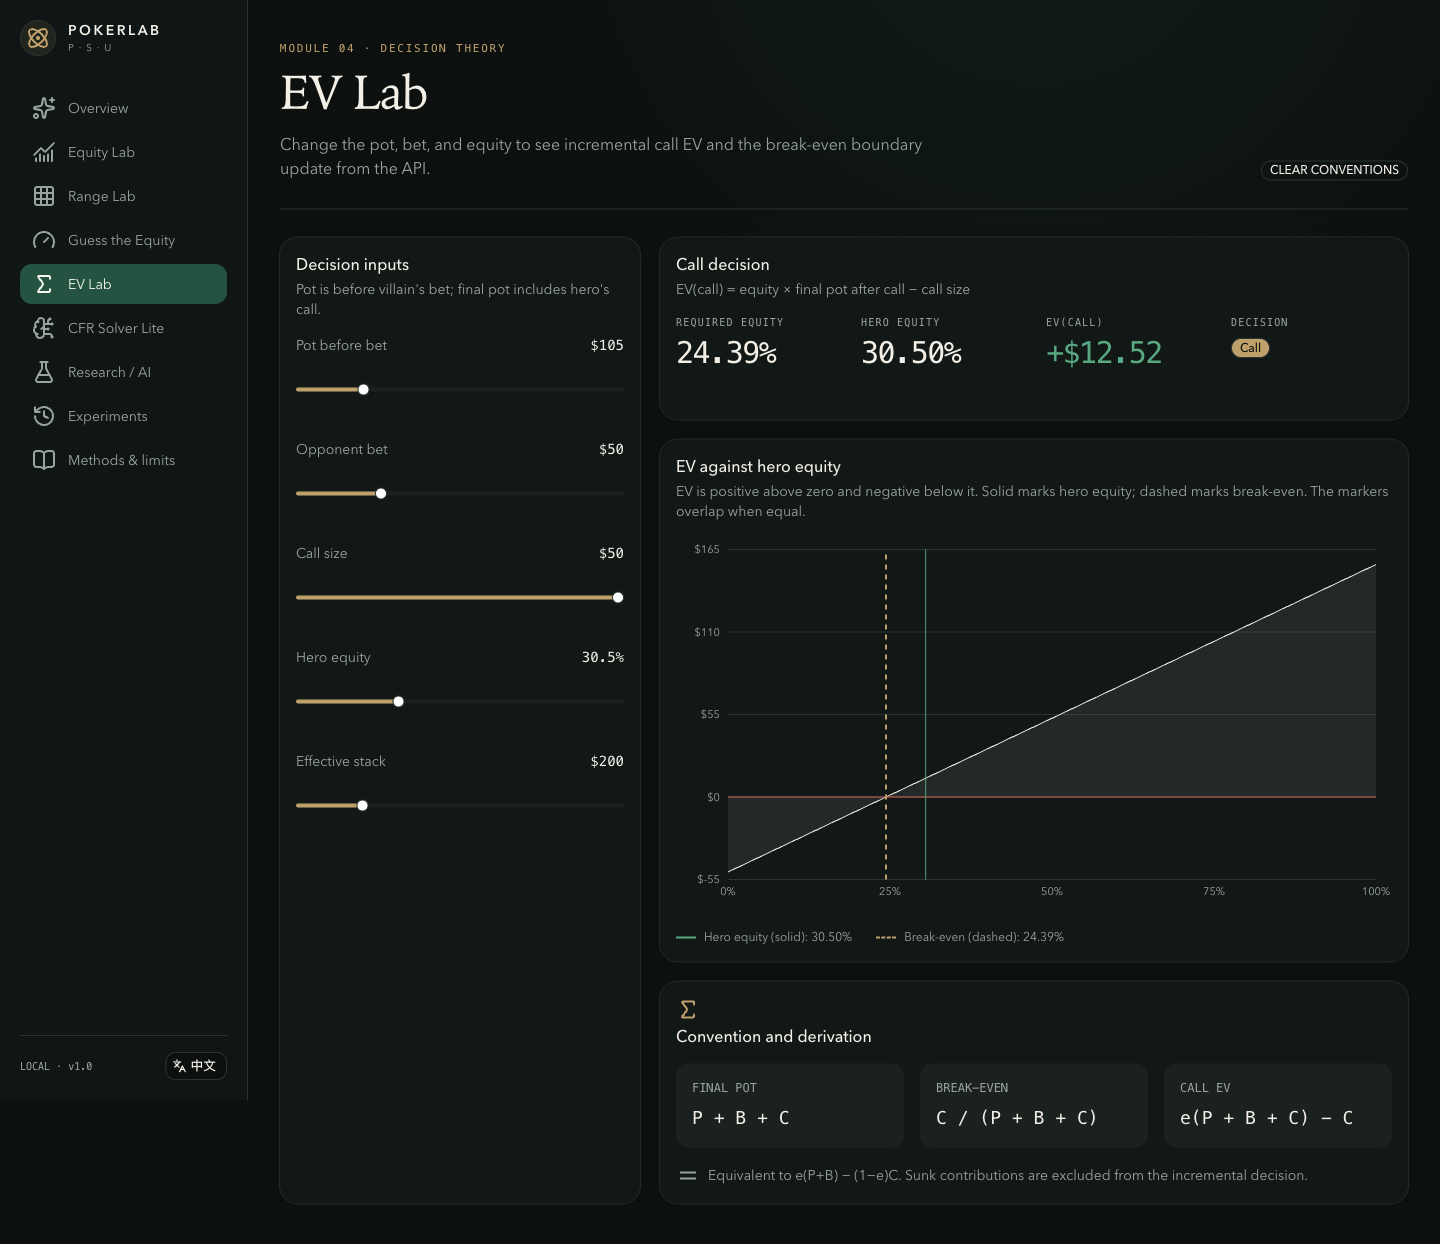 POKERLAB
P · S · U
Overview
Equity Lab
Range Lab
Guess the Equity
EV Lab
CFR Solver Lite
Research / AI
Experiments
Methods & limits
LOCAL · v1.0
中文
MODULE 04 · DECISION THEORY
EV Lab
Change the pot, bet, and equity to see incremental call EV and the break-even boundary
update from the API.
CLEAR CONVENTIONS
Decision inputs
Pot is before villain's bet; final pot includes hero's
call.
Pot before bet $105
Opponent bet $50
Call size $50
Hero equity 30.5%
Effective stack $200
Call decision
EV(call) = equity × final pot after call − call size
REQUIRED EQUITY HERO EQUITY EV(CALL) DECISION
24.39% 30.50% +$12.52 Call
EV against hero equity
EV is positive above zero and negative below it. Solid marks hero equity; dashed marks break-even. The markers
overlap when equal.
$165
$110
$55
$0
$-55
0% 25% 50% 75% 100%
Hero equity (solid): 30.50% Break-even (dashed): 24.39%
Σ
Convention and derivation
FINAL POT BREAK−EVEN CALL EV
P + B + C C / (P + B + C) e(P + B + C) − C
Equivalent to e(P+B) − (1−e)C. Sunk contributions are excluded from the incremental decision.